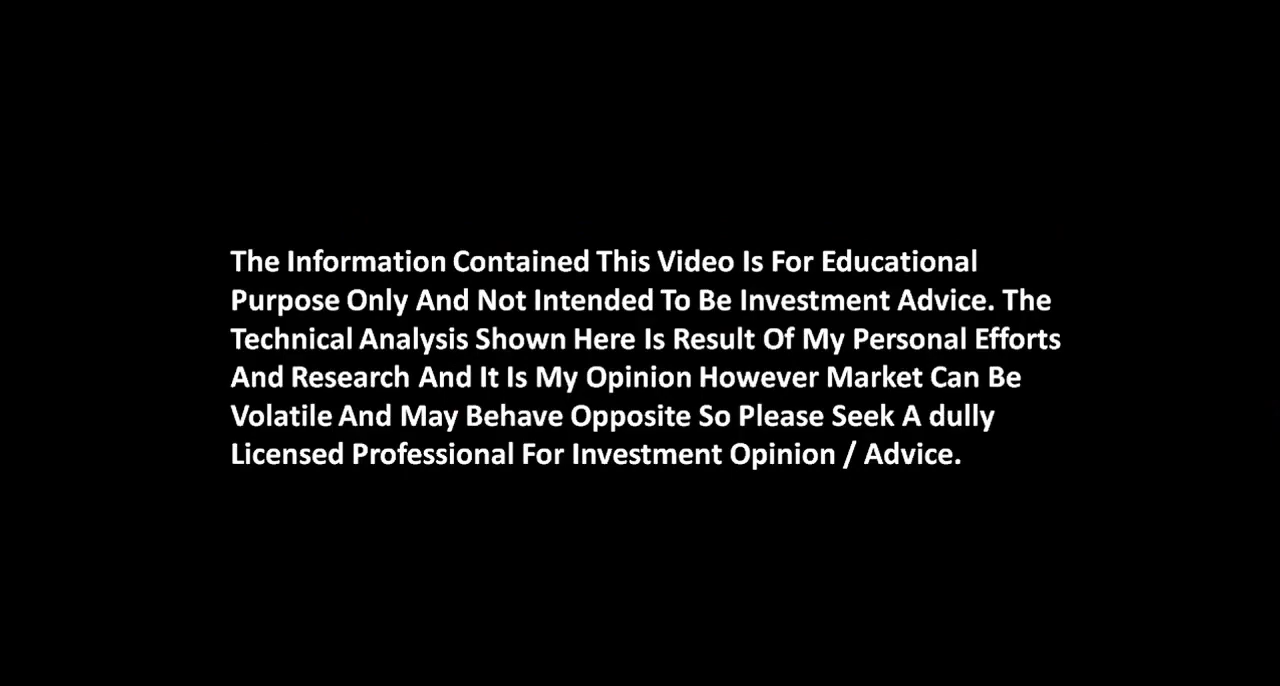 The Information Contained This Video Is For Educational
Purpose Only And Not Intended To Be Investment Advice. The
Technical Analysis Shown Here Is Result Of My Personal Efforts
And Research And It Is My Opinion However Market Can Be
Volatile And May Behave Opposite So Please Seek A dully
Licensed Professional For Investment Opinion / Advice.